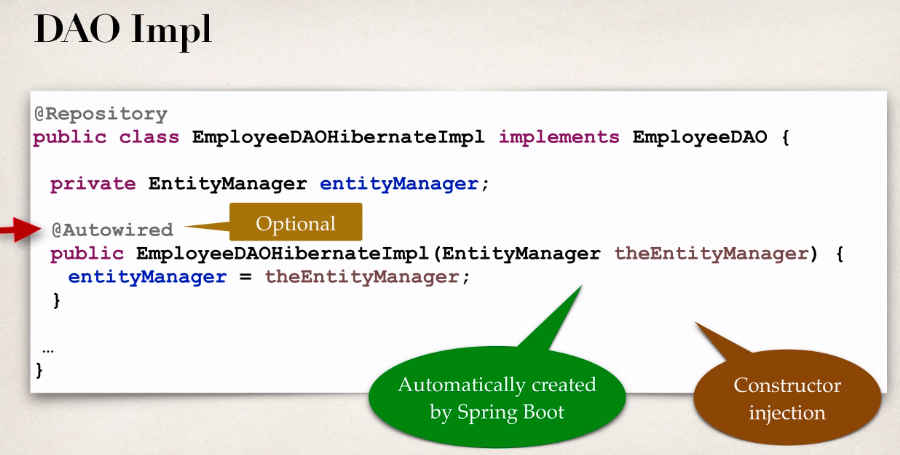 DAO Impl
@Repository
public class EmployeeDAOHibernateImpl implements EmployeeDAO {
private EntityManager entityManager;
@Autowired
Optional
public EmployeeDAOHibernateImpl(EntityManager theEntityManager) {
entityManager = theEntityManager;
}
…
}
Automatically created
by Spring Boot
Constructor
injection